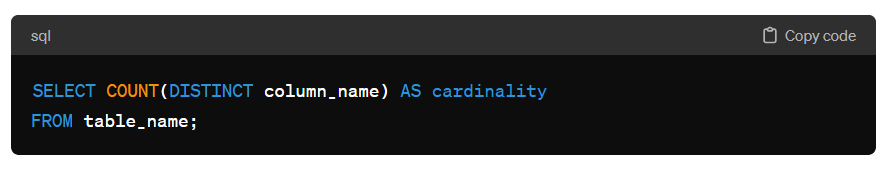 sql
Copy code
SELECT COUNT(DISTINCT column_name) AS cardinality
FROM table_name;